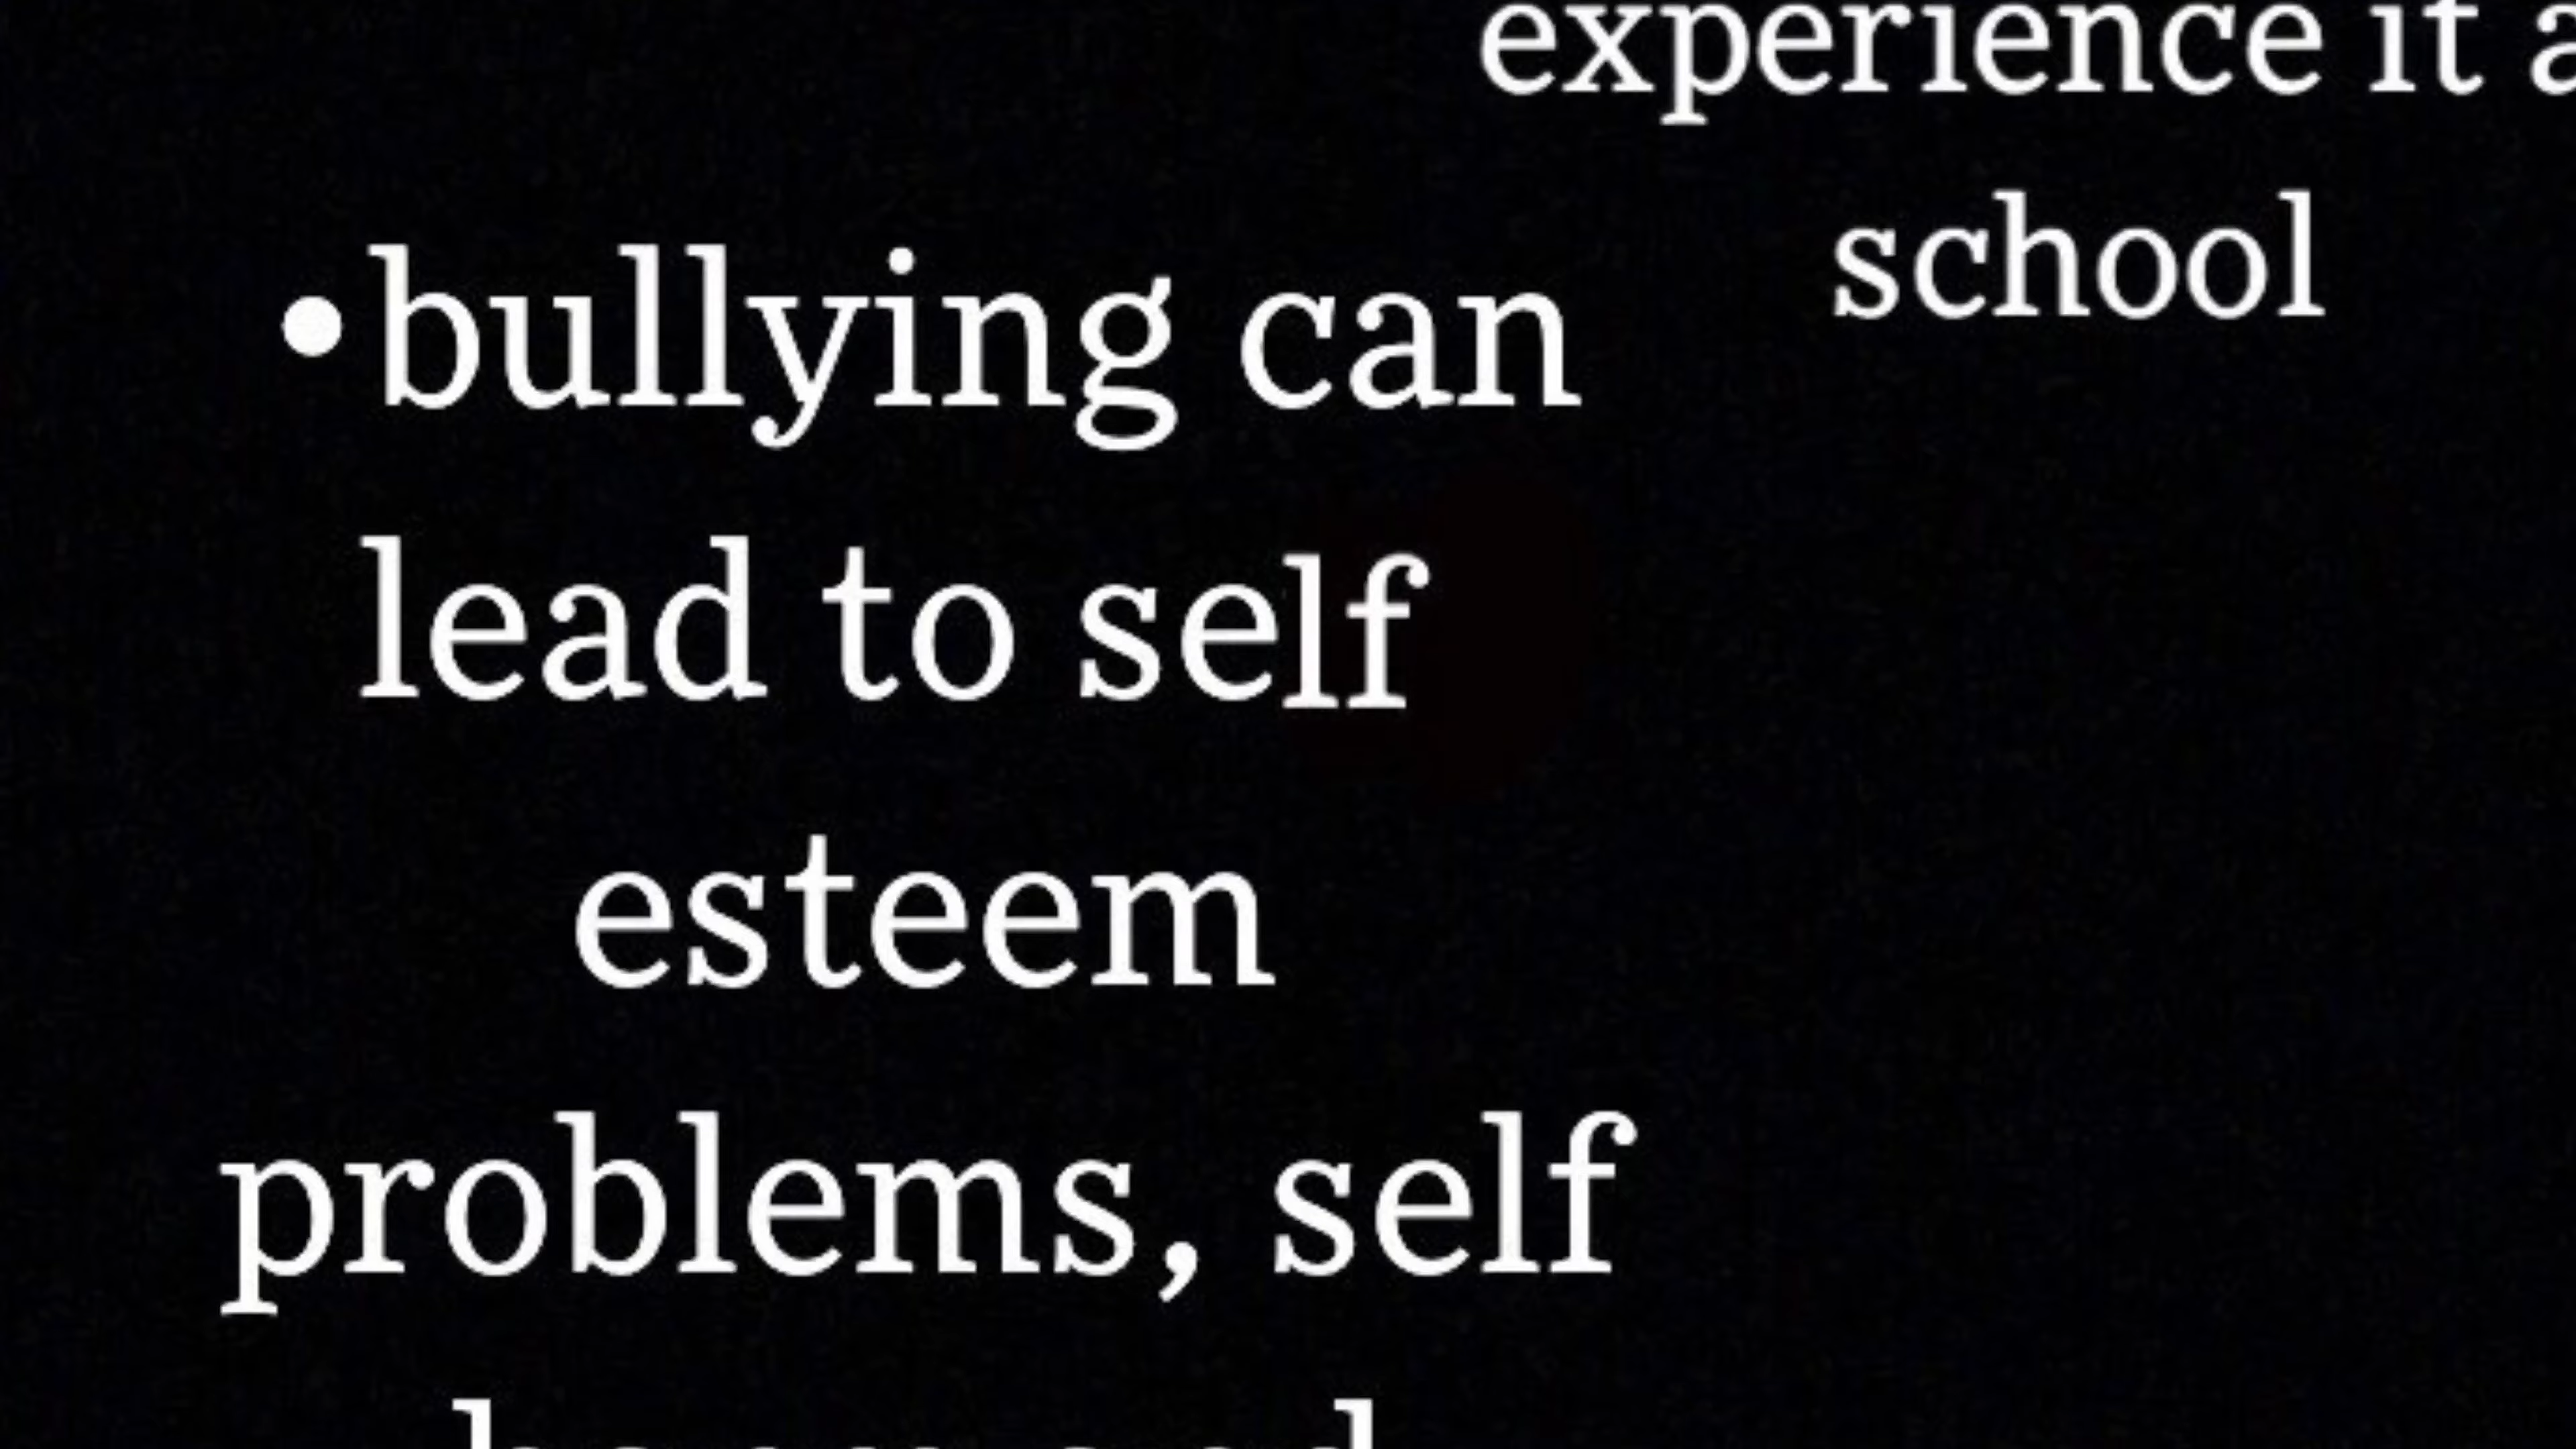 experience it a
school
•bullying can
lead to self
esteem
problems, self